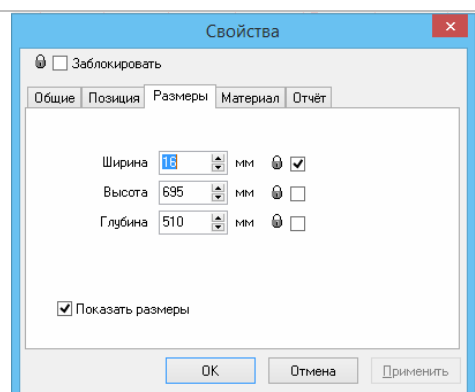 Свойства
Заблокировать
Общие Позиция Размеры Материал Отчёт
Ширина 16 мм
Высота 695 мм
Глубина 510 мм
Показать размеры
OK Отмена Применить